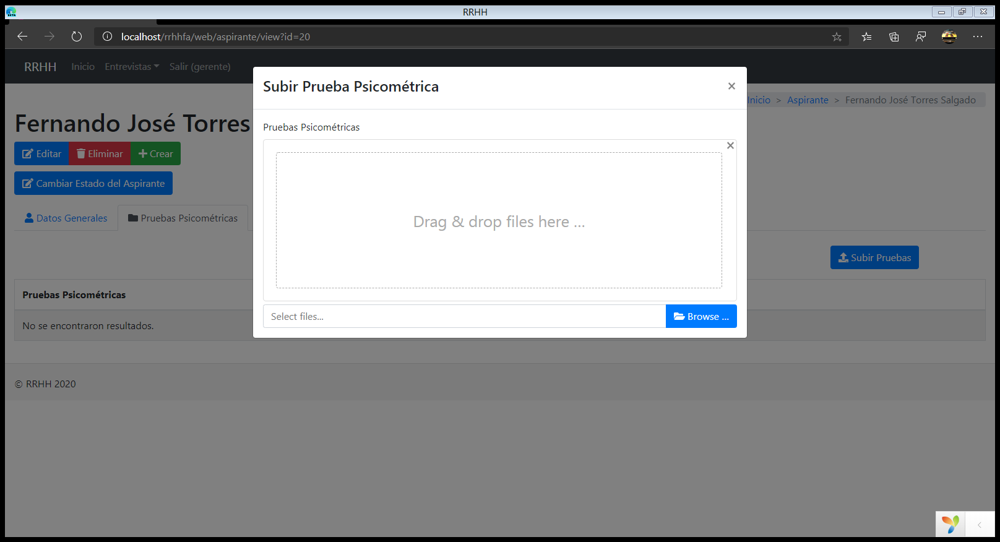 RRHH
localhost/rrhhfa/web/aspirante/view?id=20
RRHH Inicio Entrevistas Salir (gerente)
Subir Prueba Psicométrica
Inicio > Aspirante > Fernando José Torres Salgado
Fernando José Torres
Editar Eliminar Crear
Cambiar Estado del Aspirante
Datos Generales Pruebas Psicométricas
Pruebas Psicométricas
Drag & drop files here ...
Select files... Browse ...
Subir Pruebas
Pruebas Psicométricas
No se encontraron resultados.
© RRHH 2020